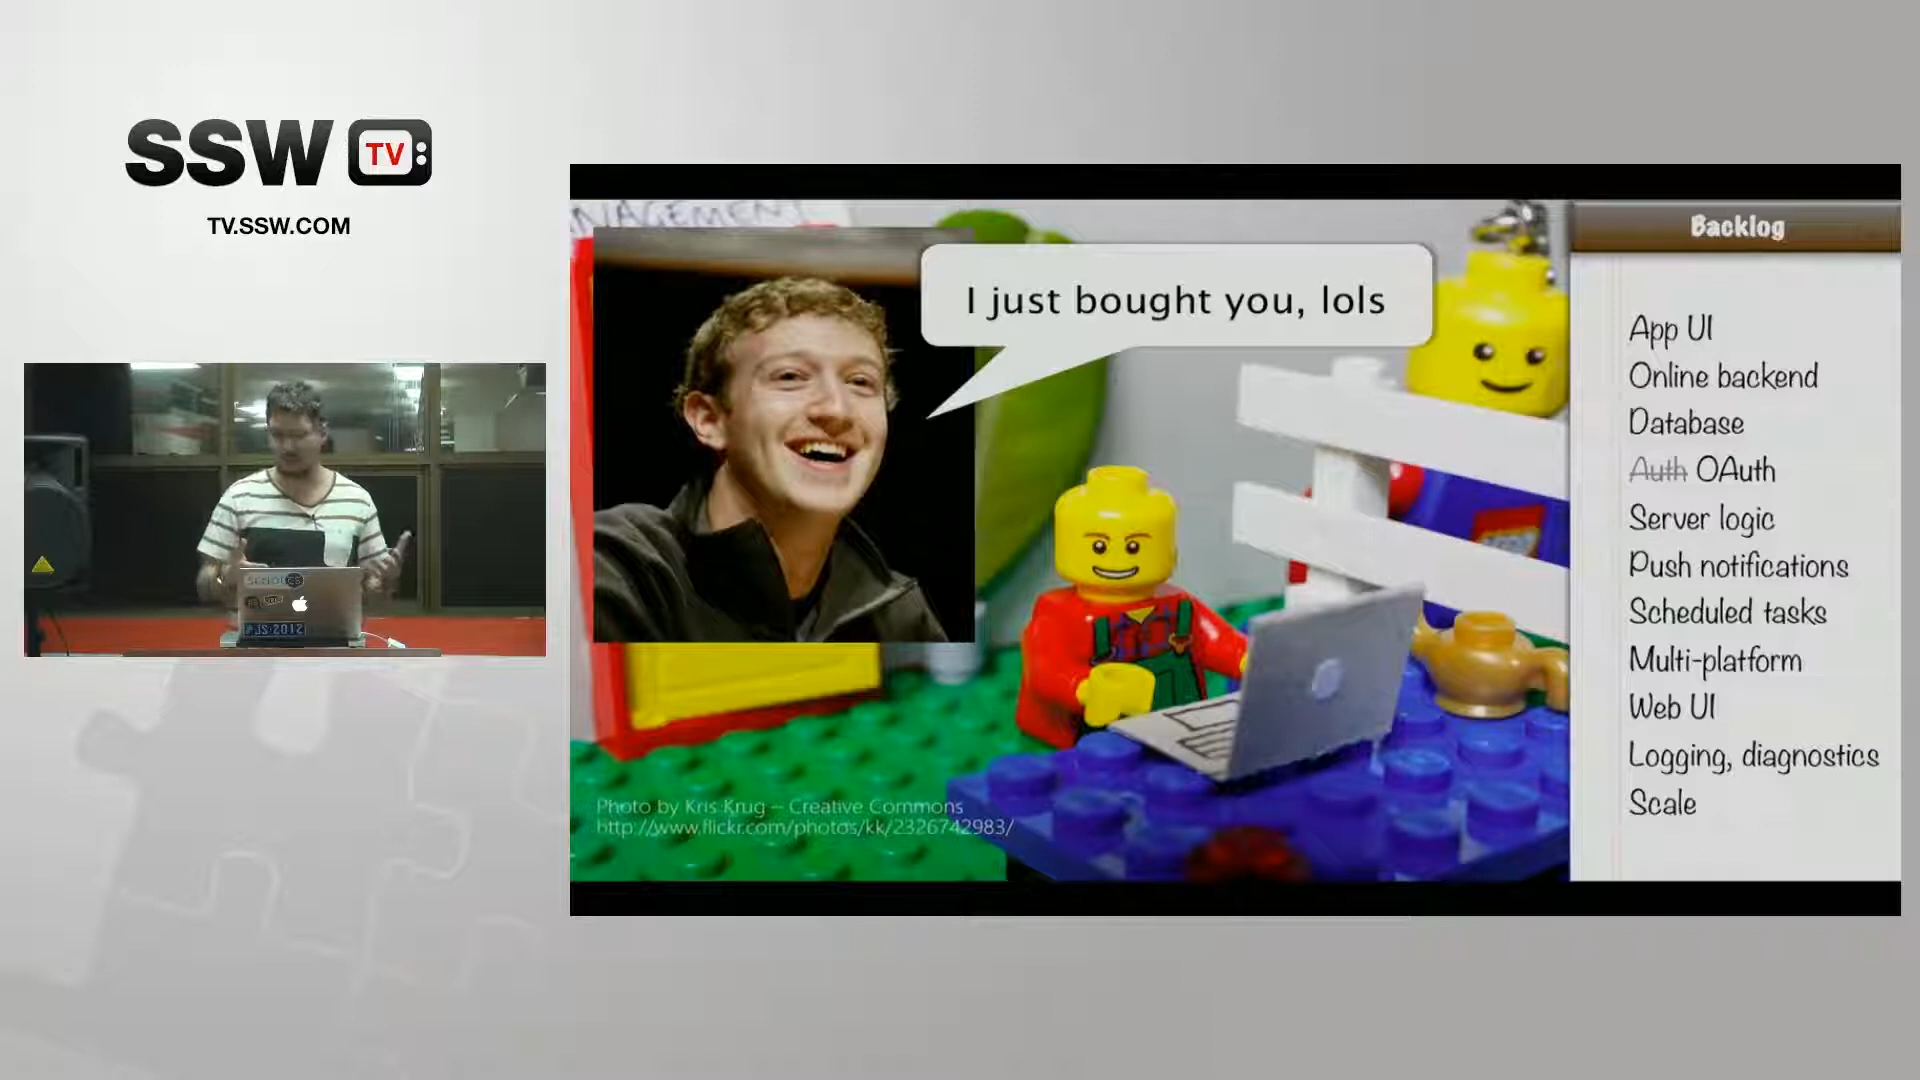 SSW TV:
TV.SSW.COM
NAGEMENT
I just bought you, lols
Photo by Kris Krug – Creative Commons
http://www.flickr.com/photos/kk/2326742983/
Backlog
App UI
Online backend
Database
Auth OAuth
Server logic
Push notifications
Scheduled tasks
Multi-platform
Web UI
Logging, diagnostics
Scale
#JS·2012